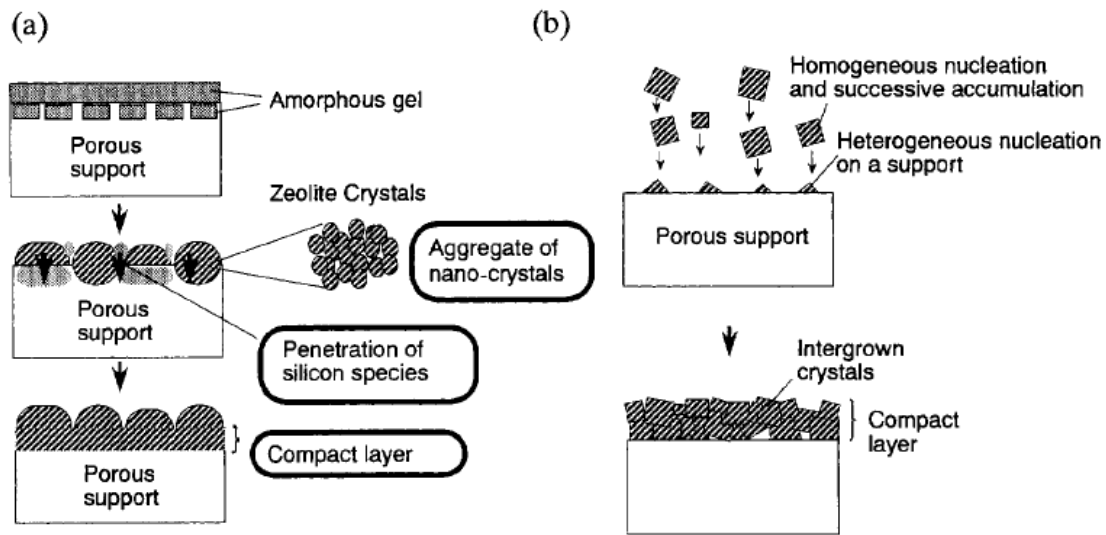 (a)
Amorphous gel
Porous
support
Zeolite Crystals
Aggregate of
nano-crystals
Porous
support
Penetration of
silicon species
Compact layer
Porous
support
(b)
Homogeneous nucleation
and successive accumulation
Heterogeneous nucleation
on a support
Porous support
Intergrown
crystals
Compact
layer